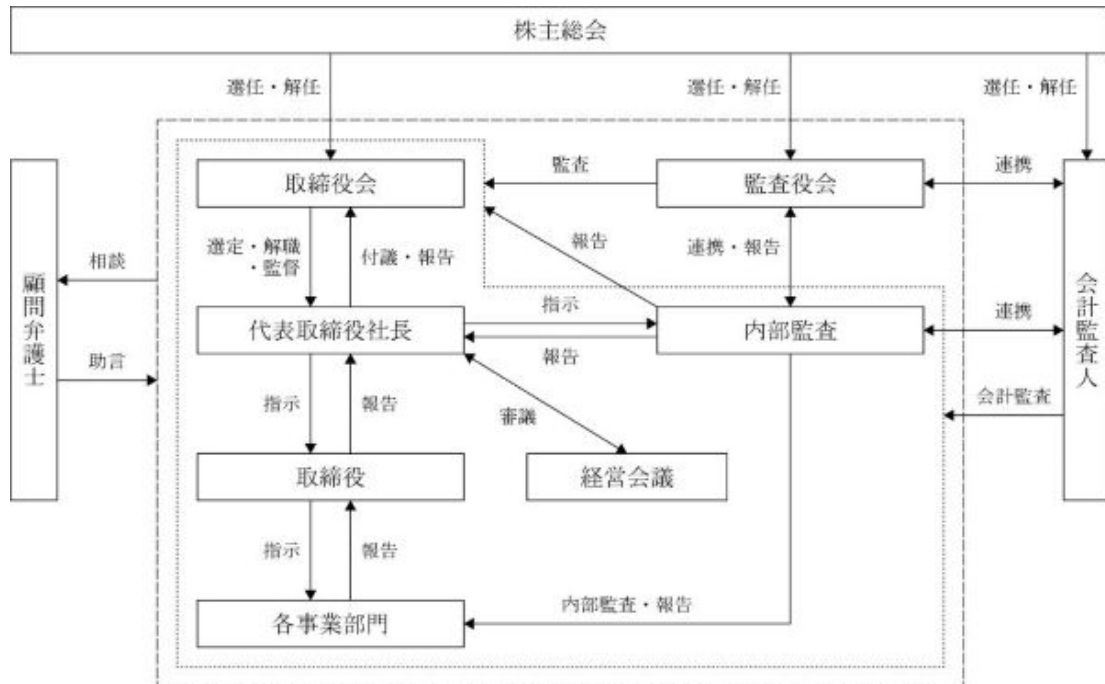 株主総会
選任・解任
選任・解任
選任・解任
取締役会
監査
監査役会
連携
選定・解職
・監督
付議・報告
報告
連携・報告
相談
顧問弁護士
助言
代表取締役社長
指示
報告
内部監査
連携
会計監査人
会計監査
指示
報告
審議
取締役
経営会議
指示
報告
内部監査・報告
各事業部門